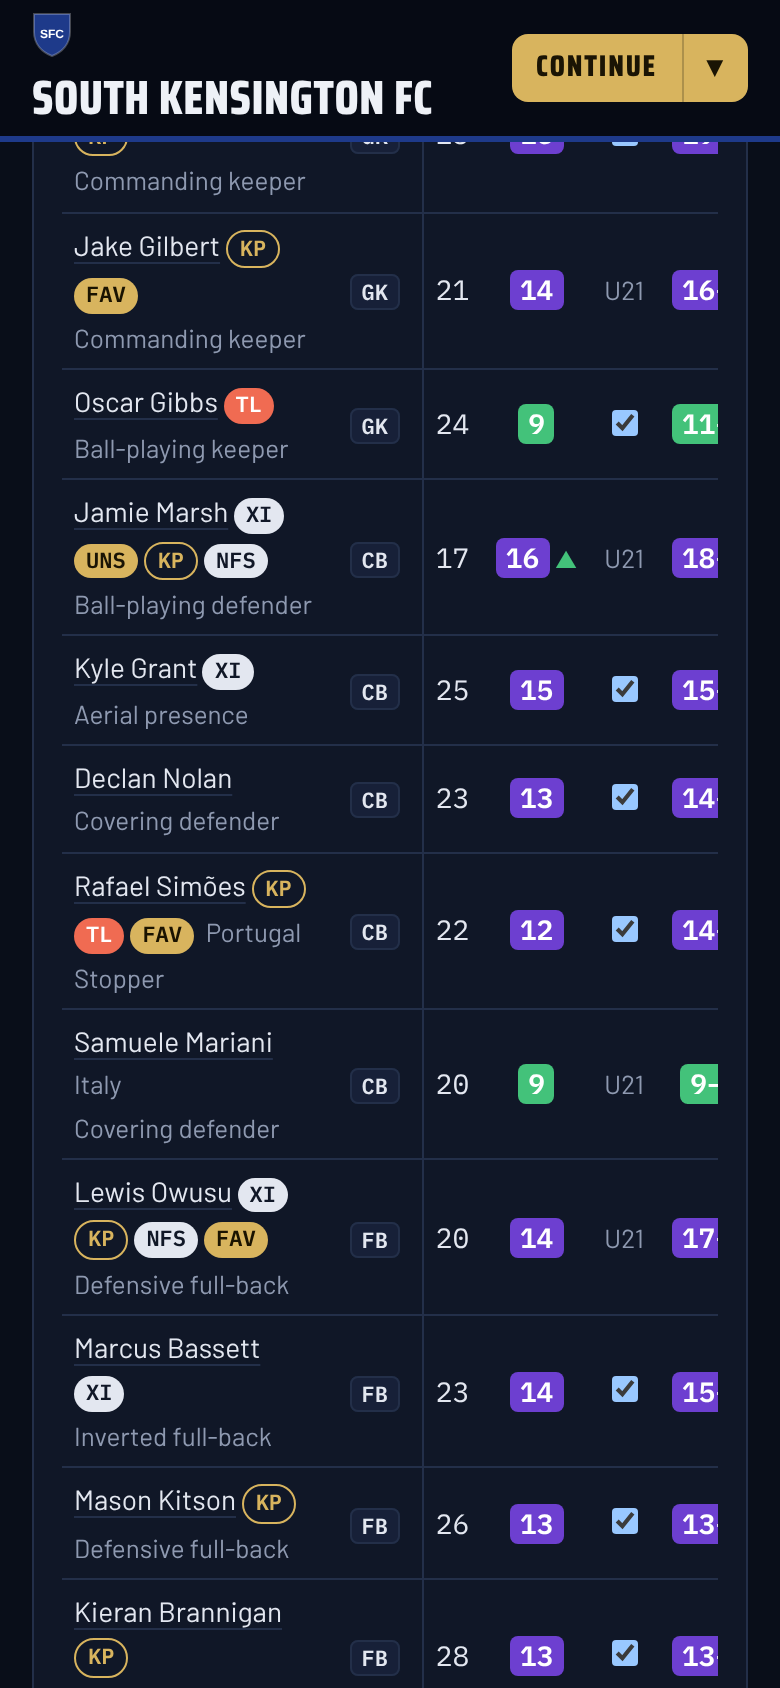 SFC
SOUTH KENSINGTON FC
CONTINUE ▼
Commanding keeper
Jake Gilbert KP
FAV GK 21 14 U21 16-
Commanding keeper
Oscar Gibbs TL
GK 24 9 11-
Ball-playing keeper
Jamie Marsh XI
UNS KP NFS CB 17 16 ▲ U21 18-
Ball-playing defender
Kyle Grant XI
CB 25 15 15-
Aerial presence
Declan Nolan
CB 23 13 14-
Covering defender
Rafael Simões KP
TL FAV Portugal CB 22 12 14-
Stopper
Samuele Mariani
Italy CB 20 9 U21 9-
Covering defender
Lewis Owusu XI
KP NFS FAV FB 20 14 U21 17-
Defensive full-back
Marcus Bassett
XI FB 23 14 15-
Inverted full-back
Mason Kitson KP
FB 26 13 13-
Defensive full-back
Kieran Brannigan
KP FB 28 13 13-